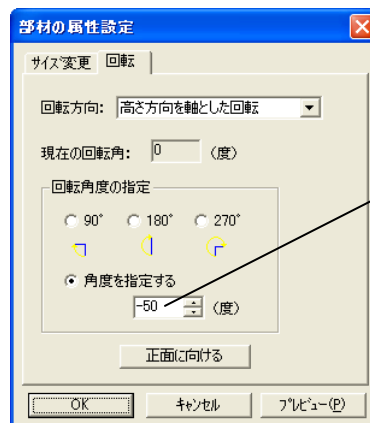 部材の属性設定
サイズ変更 回転
回転方向: 高さ方向を軸とした回転
現在の回転角: 0 (度)
回転角度の指定
90° 180° 270°
角度を指定する
-50 (度)
正面に向ける
OK キャンセル プレビュー(P)